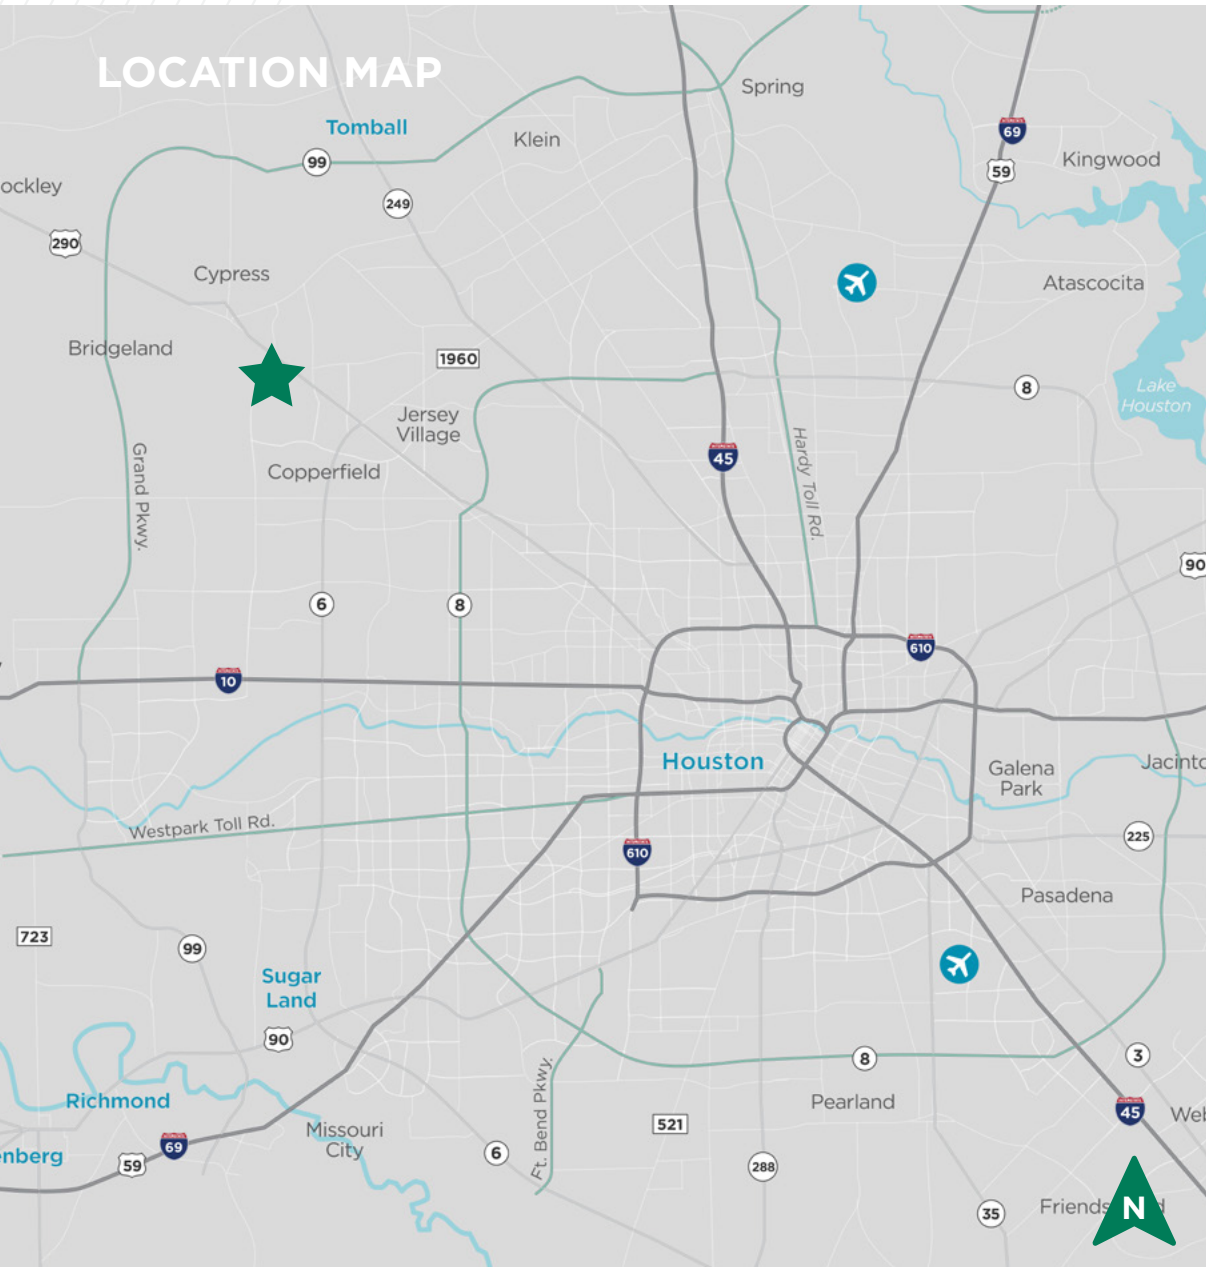 LOCATION MAP
Spring
Tomball
69
Klein
99
Kingwood
59
ockley
249
290
Cypress
Atascocita
Bridgeland
1960
8
Lake
Houston
Jersey
Village
Hardy Toll Rd.
45
Copperfield
Grand Pkwy.
90
6
8
610
10
Houston
Galena
Park
Jacinto
Westpark Toll Rd.
225
610
Pasadena
723
99
Sugar
Land
90
8
3
Richmond
Pearland
45
Web
Ft. Bend Pkwy.
521
Missouri
City
69
enberg
59
6
288
N
35
Friends
d